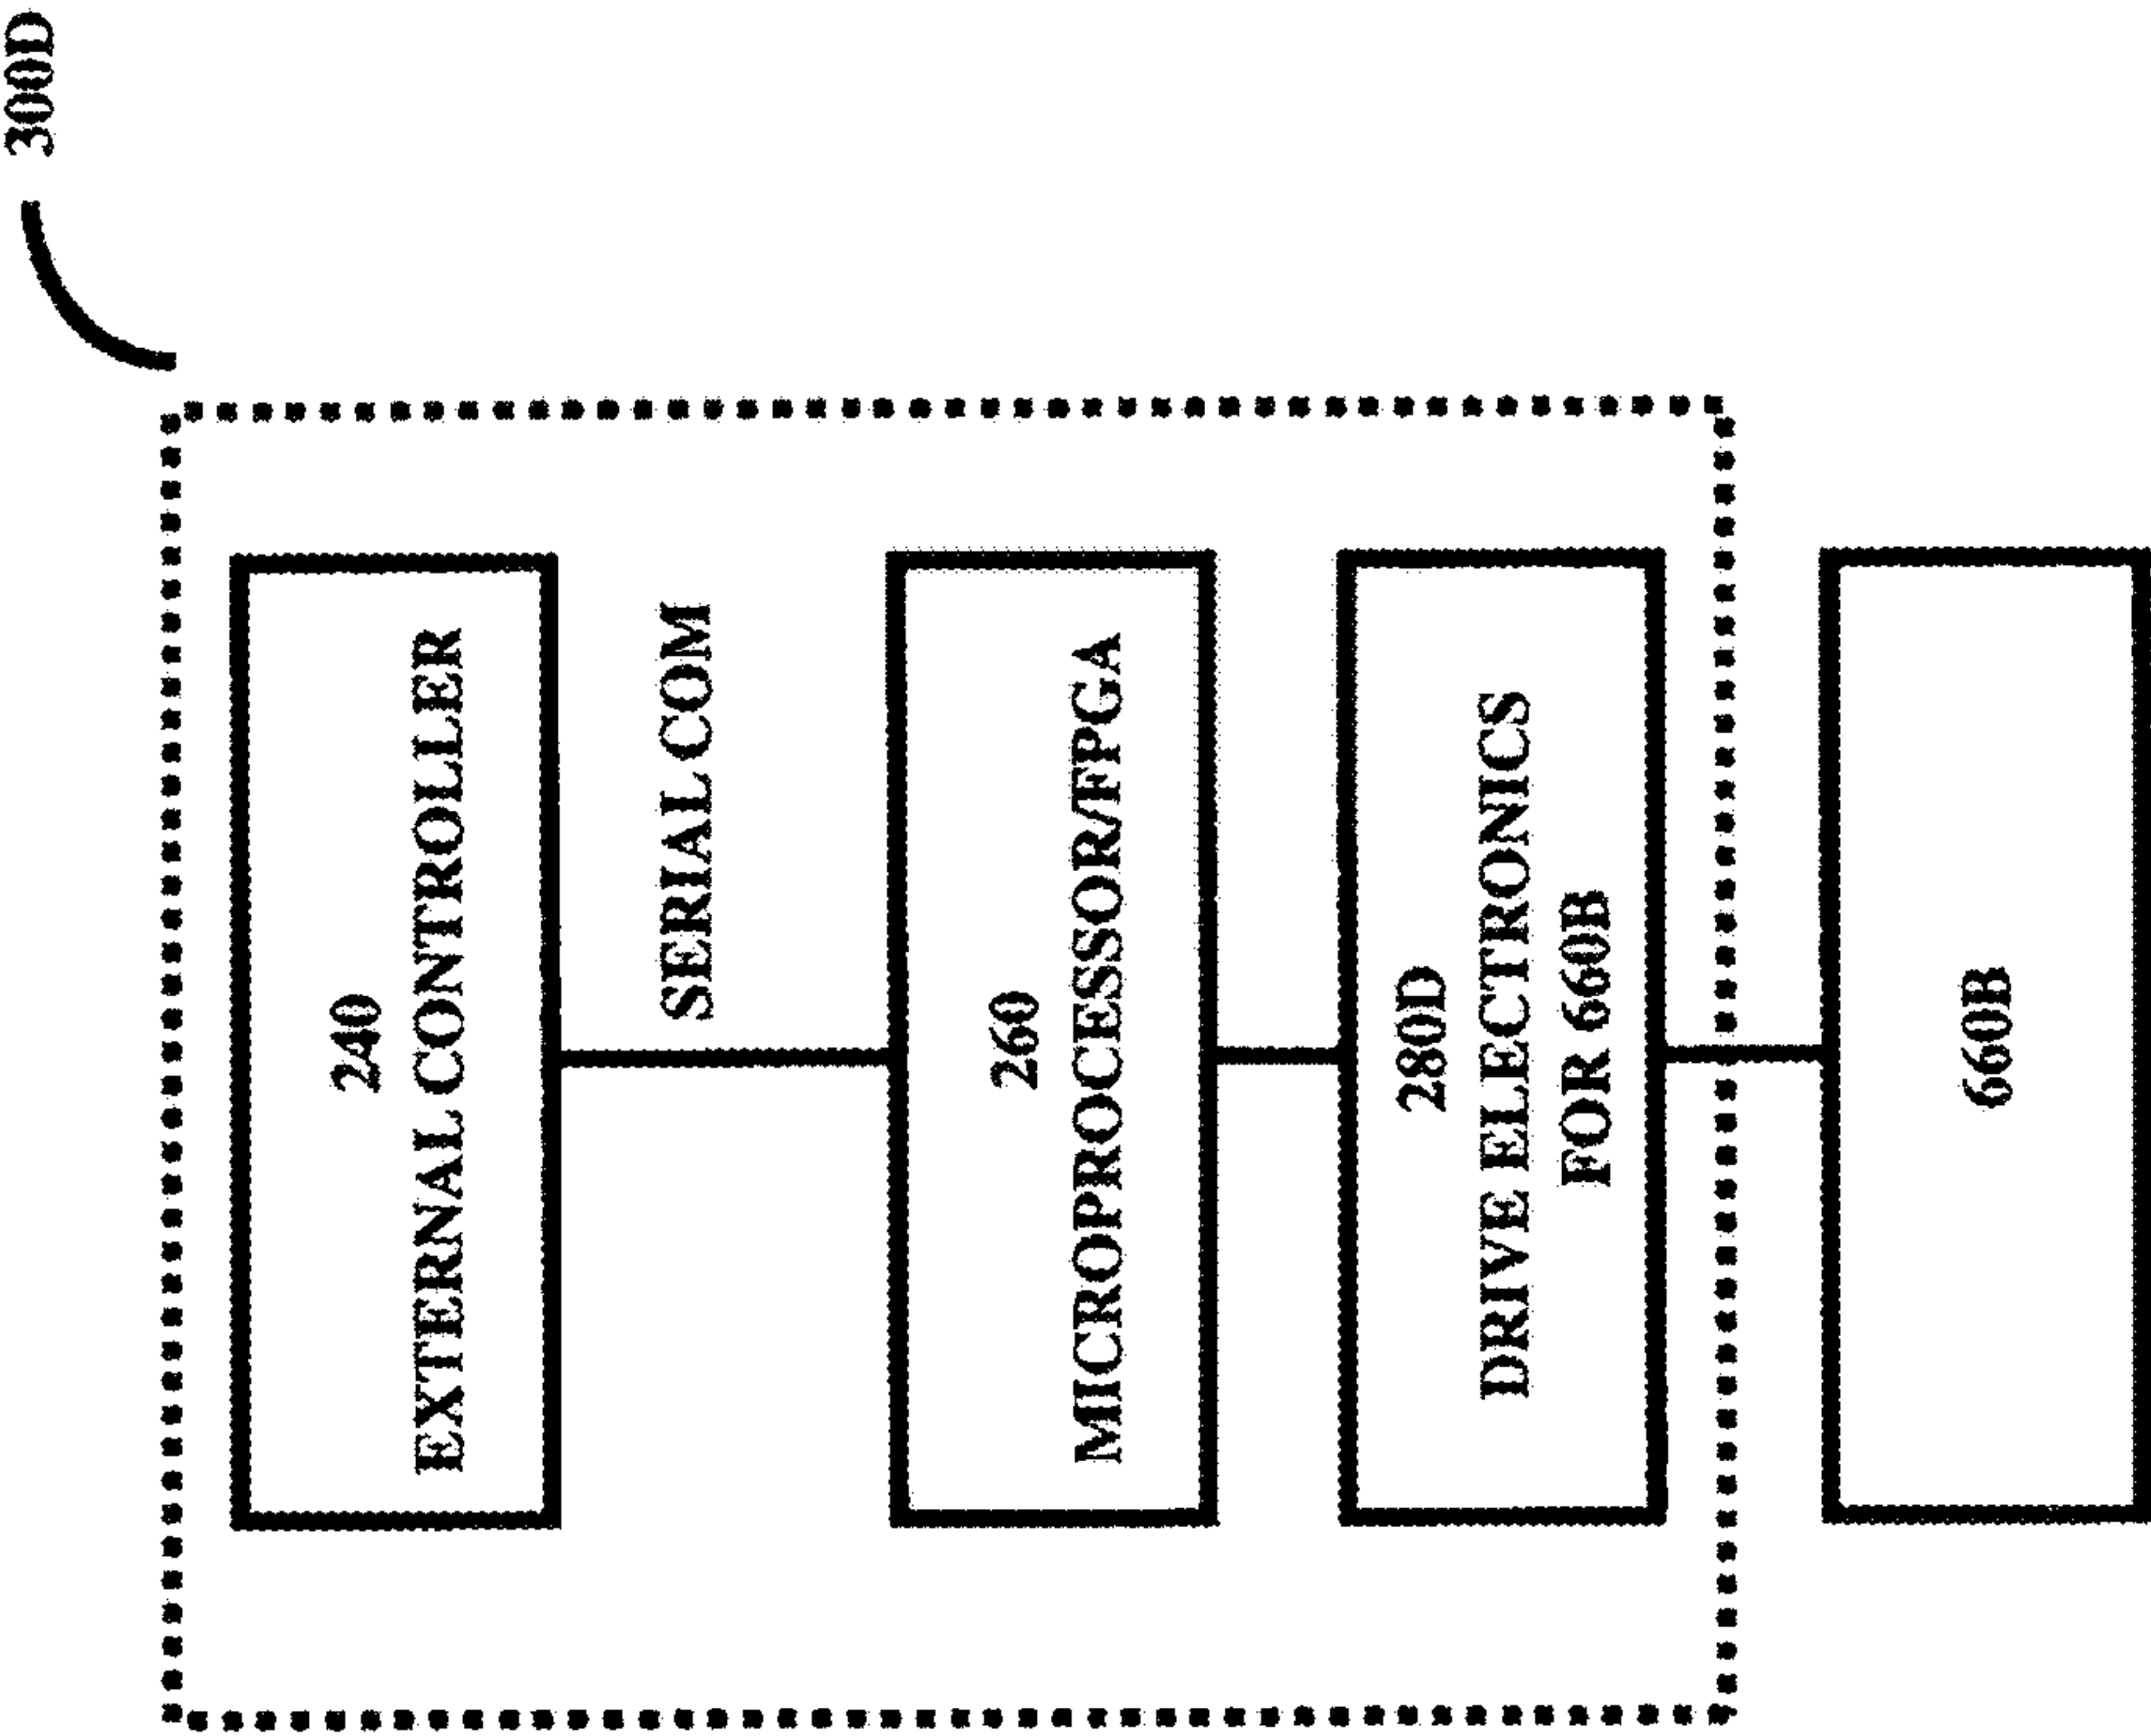 300D
240
EXTERNAL CONTROLLER
SERIAL COM
260
MICROPROCESSOR/FPGA
280D
DRIVE ELECTRONICS
FOR 660B
660B